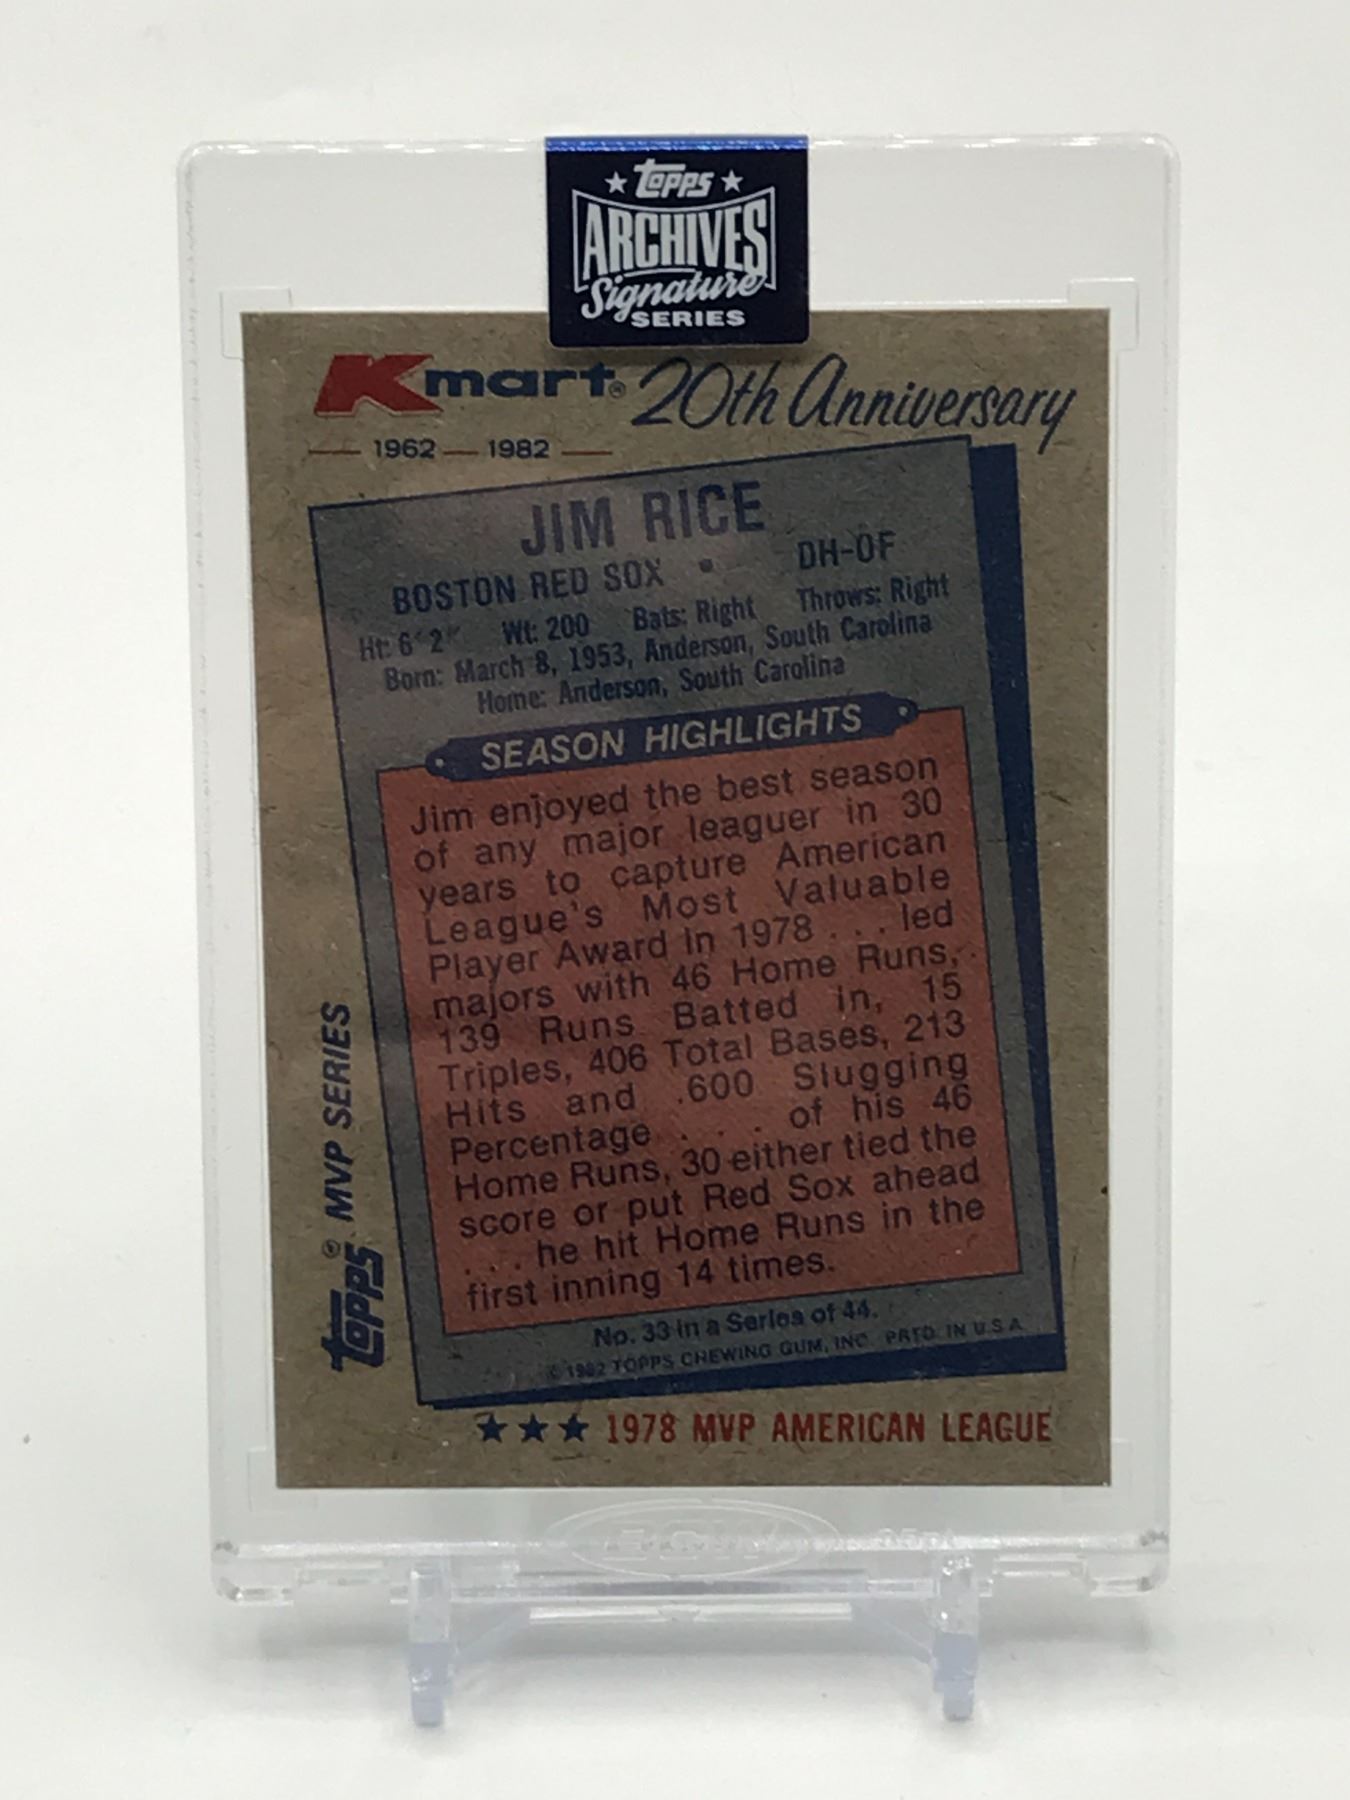 topps
ARCHIVES
Signature
SERIES
Kmart® 20th Anniversary
1962 — 1982
JIM RICE
BOSTON RED SOX • DH-OF
Ht: 6'2" Wt: 200 Bats: Right Throws: Right
Born: March 8, 1953, Anderson, South Carolina
Home: Anderson, South Carolina
SEASON HIGHLIGHTS
Jim enjoyed the best season
of any major leaguer in 30
years to capture American
League's Most Valuable
Player Award in 1978 . . . led
majors with 46 Home Runs,
139 Runs Batted in, 15
Triples, 406 Total Bases, 213
Hits and .600 Slugging
Percentage . . . of his 46
Home Runs, 30 either tied the
score or put Red Sox ahead
. . . he hit Home Runs in the
first inning 14 times.
No. 33 in a Series of 44.
© 1982 TOPPS CHEWING GUM, INC. PRTD. IN U.S.A.
topps® MVP SERIES
★★★ 1978 MVP AMERICAN LEAGUE